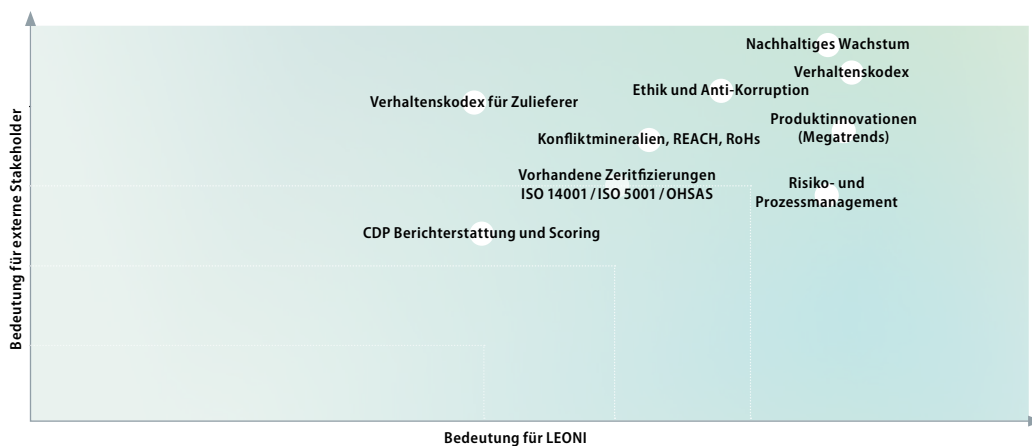 Nachhaltiges Wachstum
Verhaltenskodex
Ethik und Anti-Korruption
Verhaltenskodex für Zulieferer
Produktinnovationen
(Megatrends)
Konfliktmineralien, REACH, RoHs
Vorhandene Zeritfizierungen
ISO 14001 / ISO 5001 / OHSAS
Risiko- und
Prozessmanagement
CDP Berichterstattung und Scoring
Bedeutung für externe Stakeholder
Bedeutung für LEONI